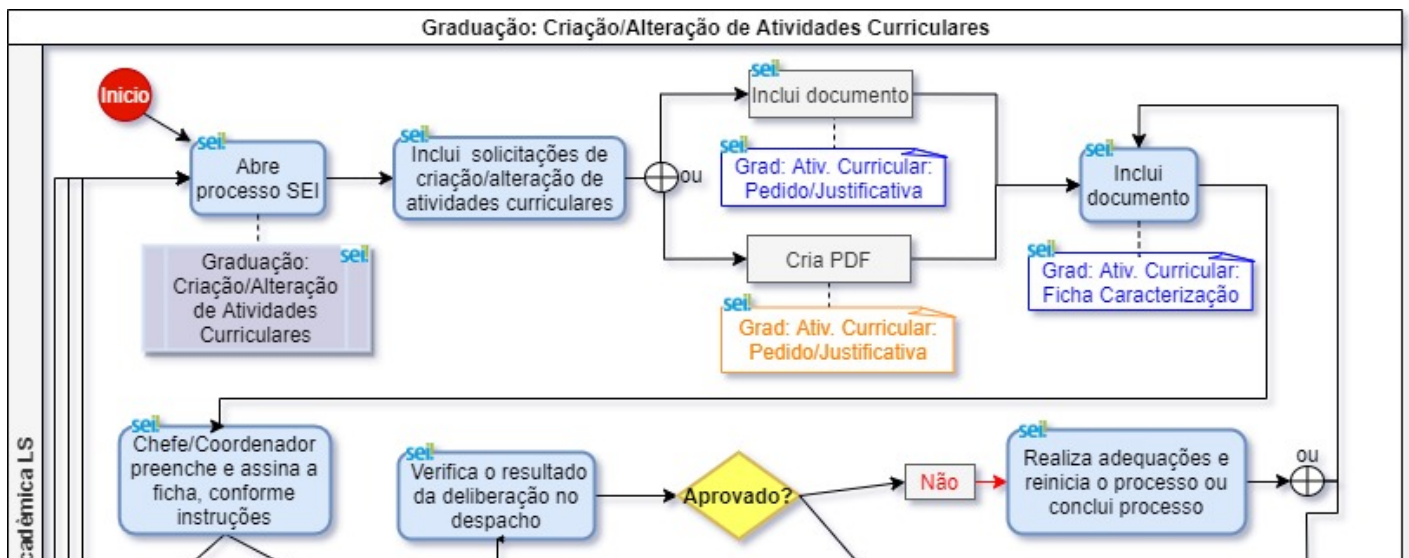 Graduação: Criação/Alteração de Atividades Curriculares
Inicio
sei!
Abre
processo SEI
sei!
Graduação:
Criação/Alteração
de Atividades
Curriculares
sei!
Inclui solicitações de
criação/alteração de
atividades curriculares
ou
sei!
Inclui documento
sei!
Grad: Ativ. Curricular:
Pedido/Justificativa
Cria PDF
sei!
Grad: Ativ. Curricular:
Pedido/Justificativa
sei!
Inclui
documento
sei!
Grad: Ativ. Curricular:
Ficha Caracterização
LS
sei!
Chefe/Coordenador
preenche e assina a
ficha, conforme
instruções
sei!
Verifica o resultado
da deliberação no
despacho
Aprovado?
Não
sei!
Realiza adequações e
reinicia o processo ou
conclui processo
ou